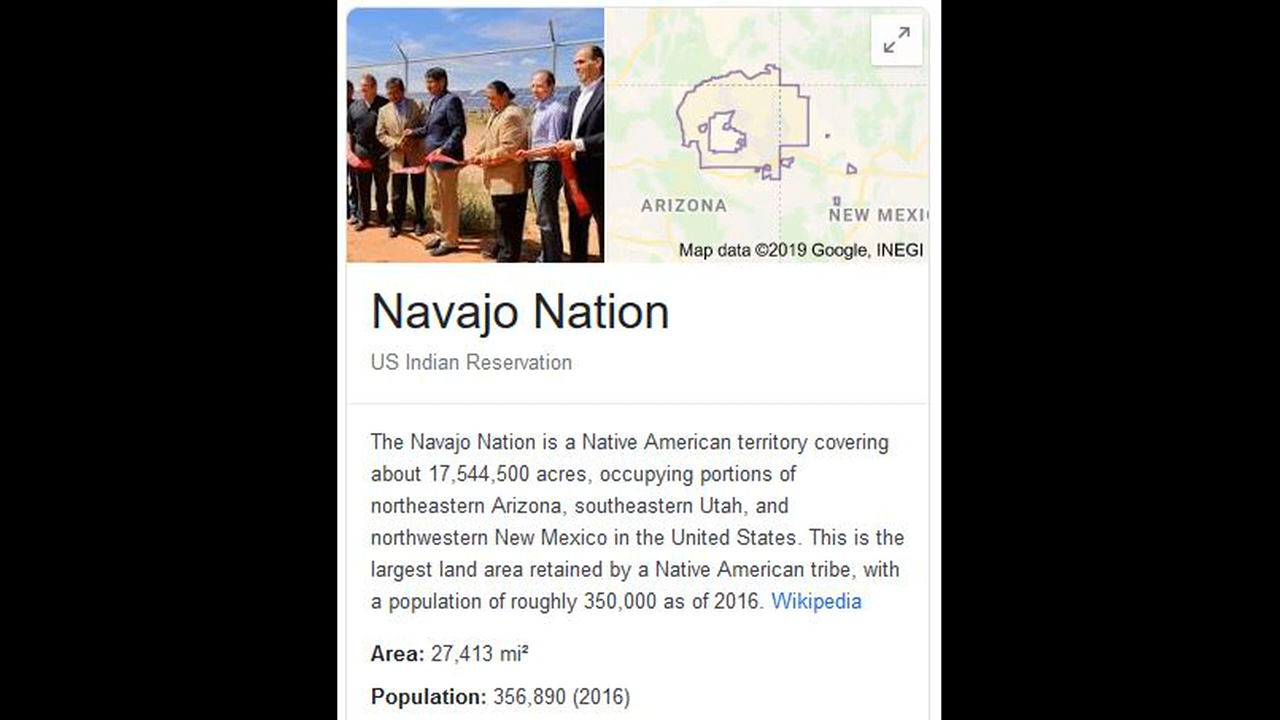 ARIZONA
NEW MEXI
Map data ©2019 Google, INEGI
Navajo Nation
US Indian Reservation
The Navajo Nation is a Native American territory covering
about 17,544,500 acres, occupying portions of
northeastern Arizona, southeastern Utah, and
northwestern New Mexico in the United States. This is the
largest land area retained by a Native American tribe, with
a population of roughly 350,000 as of 2016. Wikipedia
Area: 27,413 mi²
Population: 356,890 (2016)